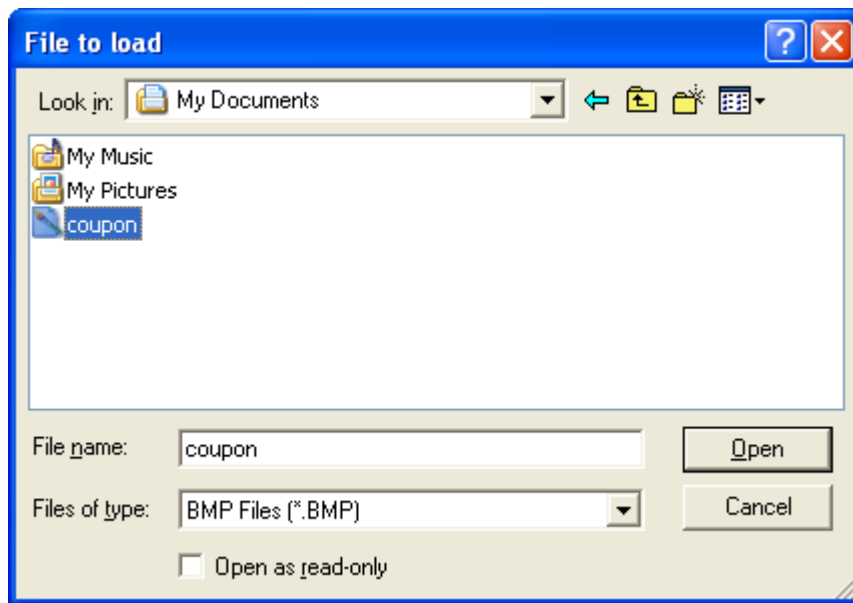 File to load
Look in: My Documents
My Music
My Pictures
coupon
File name: coupon Open
Files of type: BMP Files (*.BMP) Cancel
Open as read-only